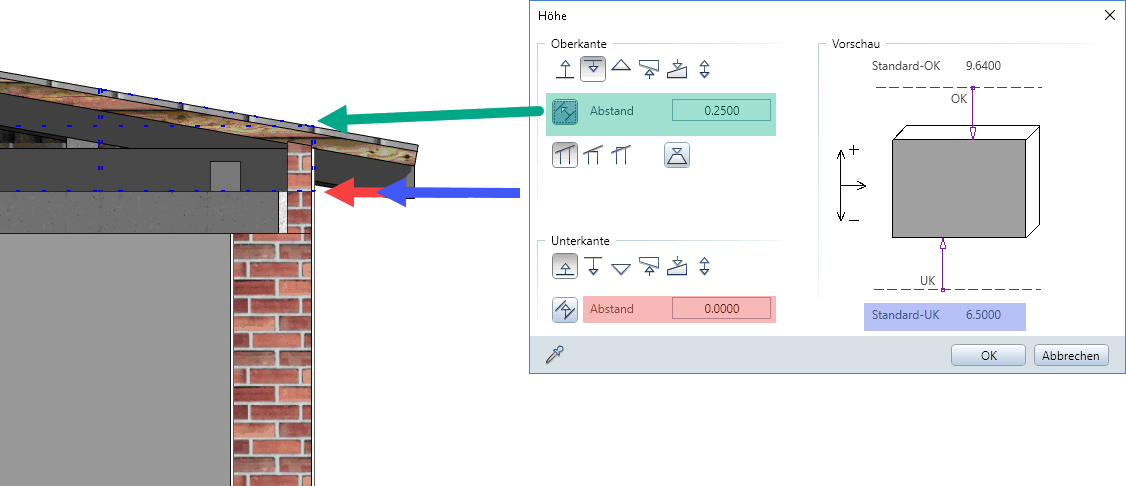 Höhe
Oberkante
Abstand 0.2500
Unterkante
Abstand 0.0000
Vorschau
Standard-OK 9.6400
OK
+
–
UK
Standard-UK 6.5000
OK Abbrechen